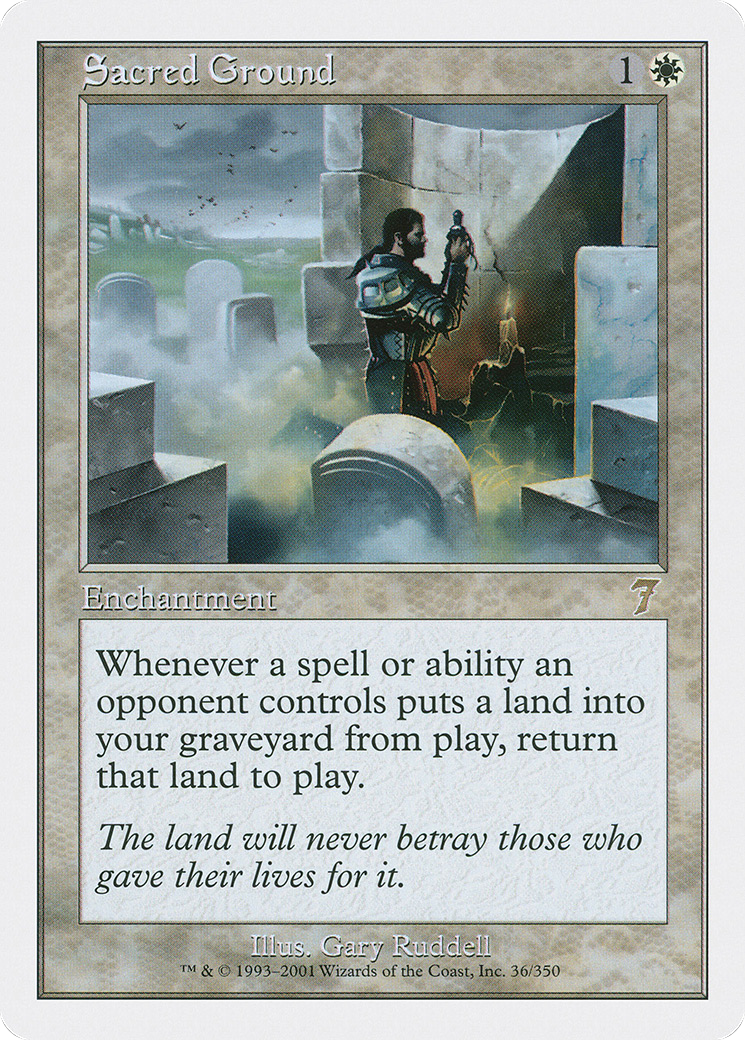 Sacred Ground 1
Enchantment 7
Whenever a spell or ability an
opponent controls puts a land into
your graveyard from play, return
that land to play.
The land will never betray those who
gave their lives for it.
Illus. Gary Ruddell
™ & © 1993–2001 Wizards of the Coast, Inc. 36/350